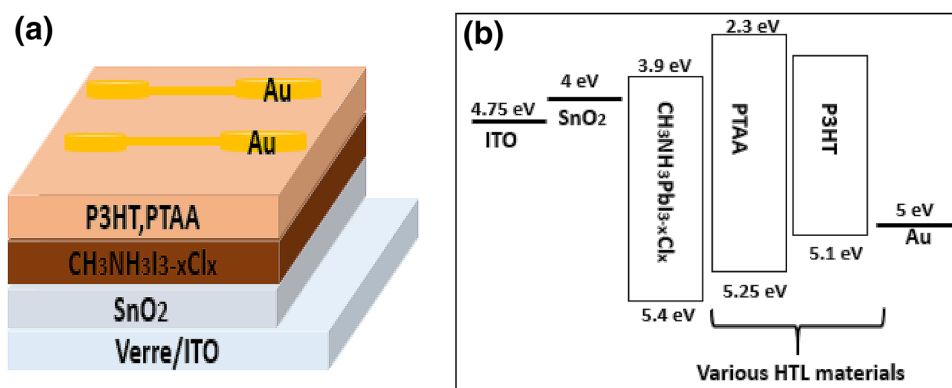 (a)
Au
Au
P3HT,PTAA
CH3NH3I3-xClx
SnO2
Verre/ITO
(b)
2.3 eV
3.9 eV
4 eV
4.75 eV
SnO2
ITO
CH3NH3PbI3-xClx
PTAA
P3HT
5 eV
Au
5.1 eV
5.25 eV
5.4 eV
Various HTL materials